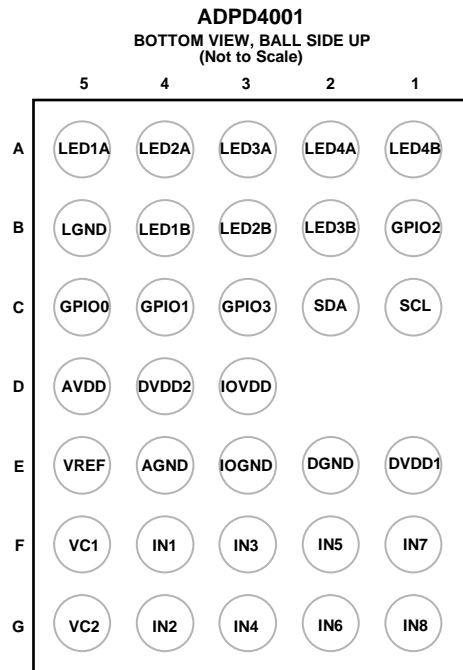 ADPD4001
BOTTOM VIEW, BALL SIDE UP
(Not to Scale)
5 4 3 2 1
A LED1A LED2A LED3A LED4A LED4B
B LGND LED1B LED2B LED3B GPIO2
C GPIO0 GPIO1 GPIO3 SDA SCL
D AVDD DVDD2 IOVDD
E VREF AGND IOGND DGND DVDD1
F VC1 IN1 IN3 IN5 IN7
G VC2 IN2 IN4 IN6 IN8